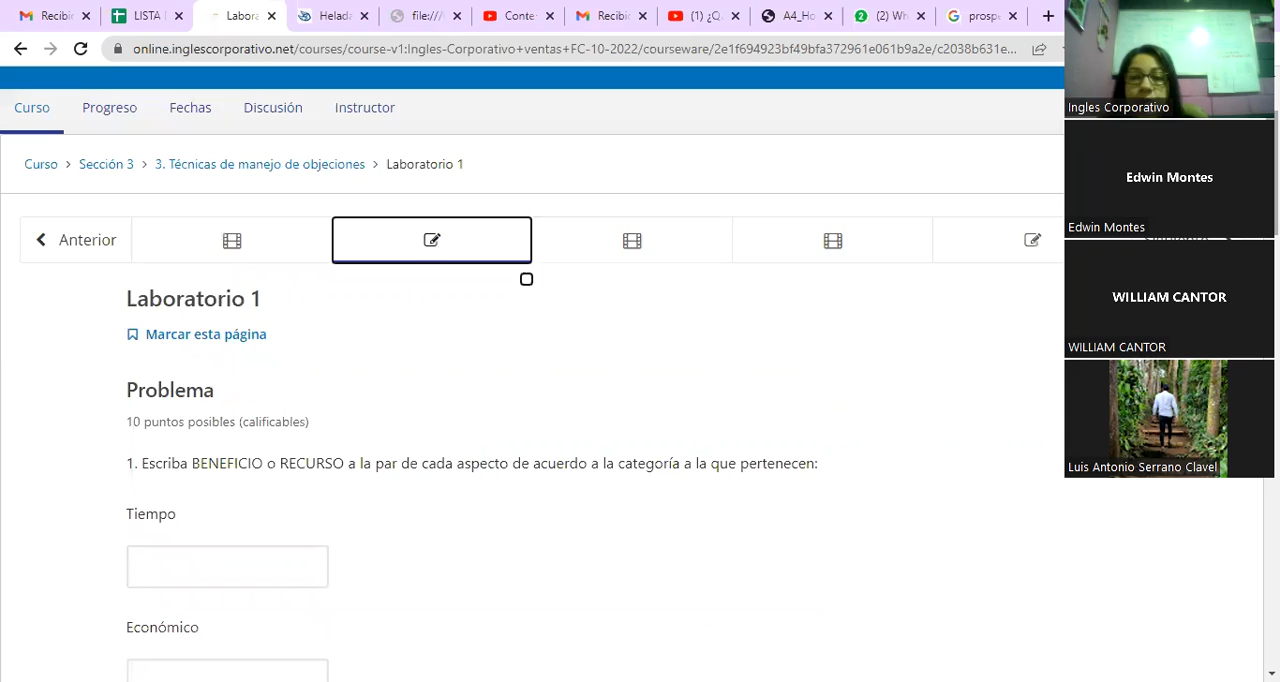 Recibi
LISTA
Labora
Helada
file:///
Conte
Recibi
(1) ¿Q
A4_Ho
(2) Wh
prosp
online.inglescorporativo.net/courses/course-v1:Ingles-Corporativo+ventas+FC-10-2022/courseware/2e1f694923bf49bfa372961e061b9a2e/c2038b631e...
Curso Progreso Fechas Discusión Instructor
Curso > Sección 3 > 3. Técnicas de manejo de objeciones > Laboratorio 1
Anterior
Laboratorio 1
Marcar esta página
Problema
10 puntos posibles (calificables)
1. Escriba BENEFICIO o RECURSO a la par de cada aspecto de acuerdo a la categoría a la que pertenecen:
Tiempo
Económico
Ingles Corporativo
Edwin Montes
Edwin Montes
WILLIAM CANTOR
WILLIAM CANTOR
Luis Antonio Serrano Clavel